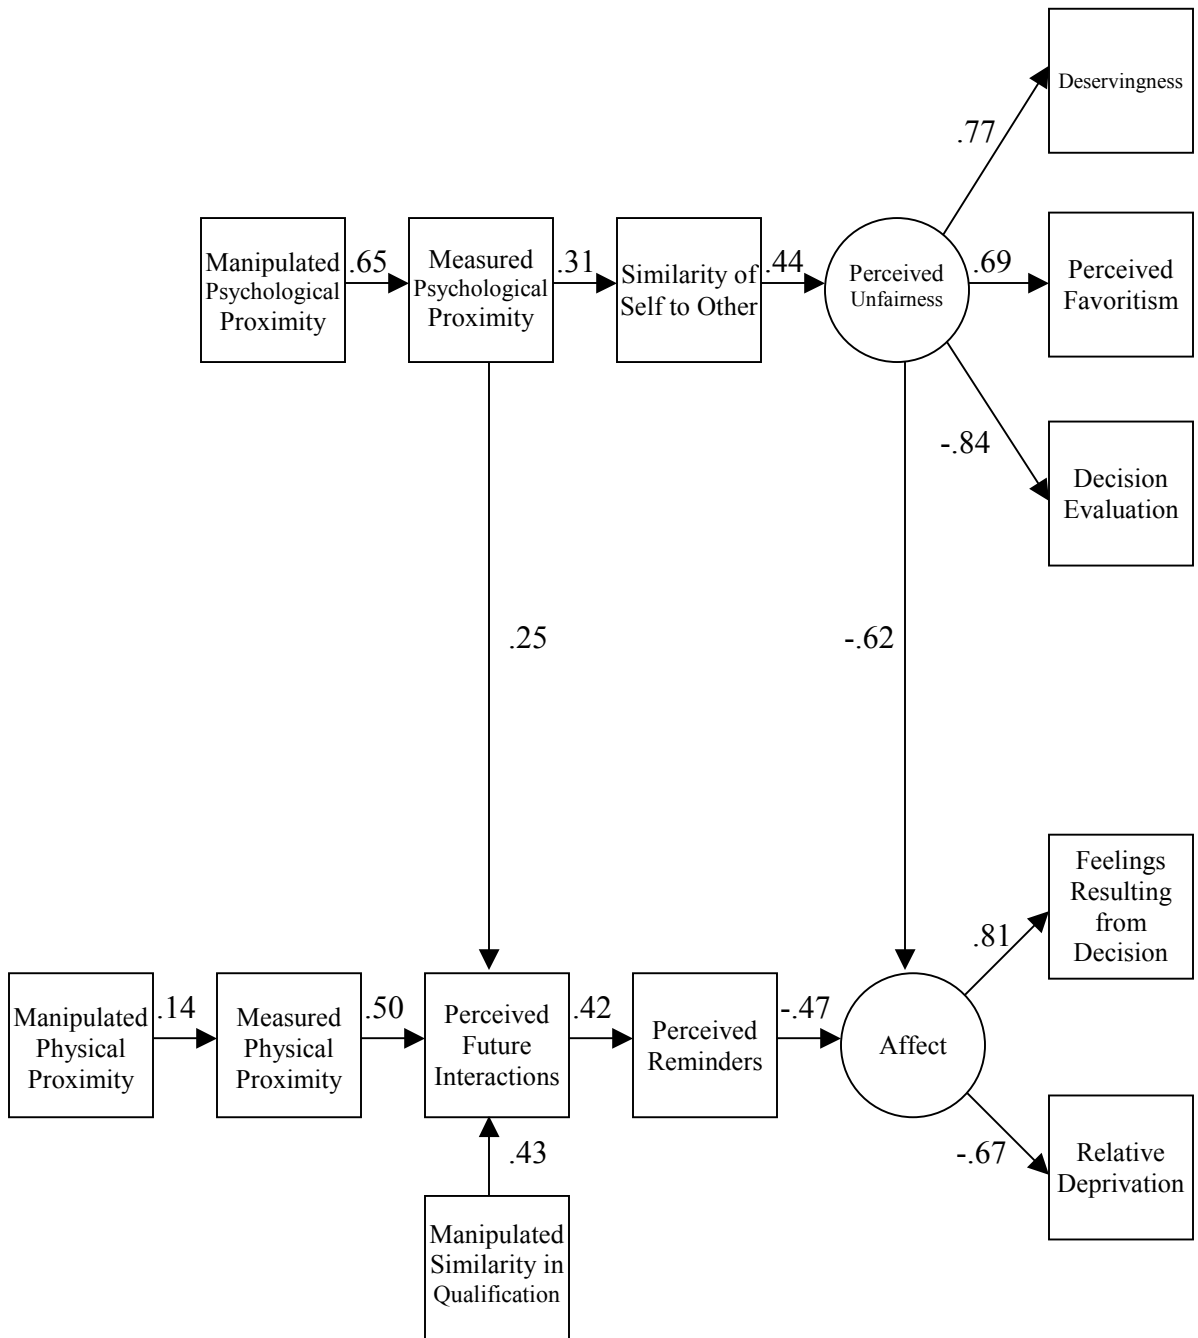 Deservingness
.77
Manipulated
Psychological
Proximity
.65
Measured
Psychological
Proximity
.31
Similarity of
Self to Other
.44
Perceived
Unfairness
.69
Perceived
Favoritism
-.84
Decision
Evaluation
.25
-.62
Feelings
Resulting
from
Decision
.81
Manipulated
Physical
Proximity
.14
Measured
Physical
Proximity
.50
Perceived
Future
Interactions
.42
Perceived
Reminders
-.47
Affect
-.67
Relative
Deprivation
.43
Manipulated
Similarity in
Qualification